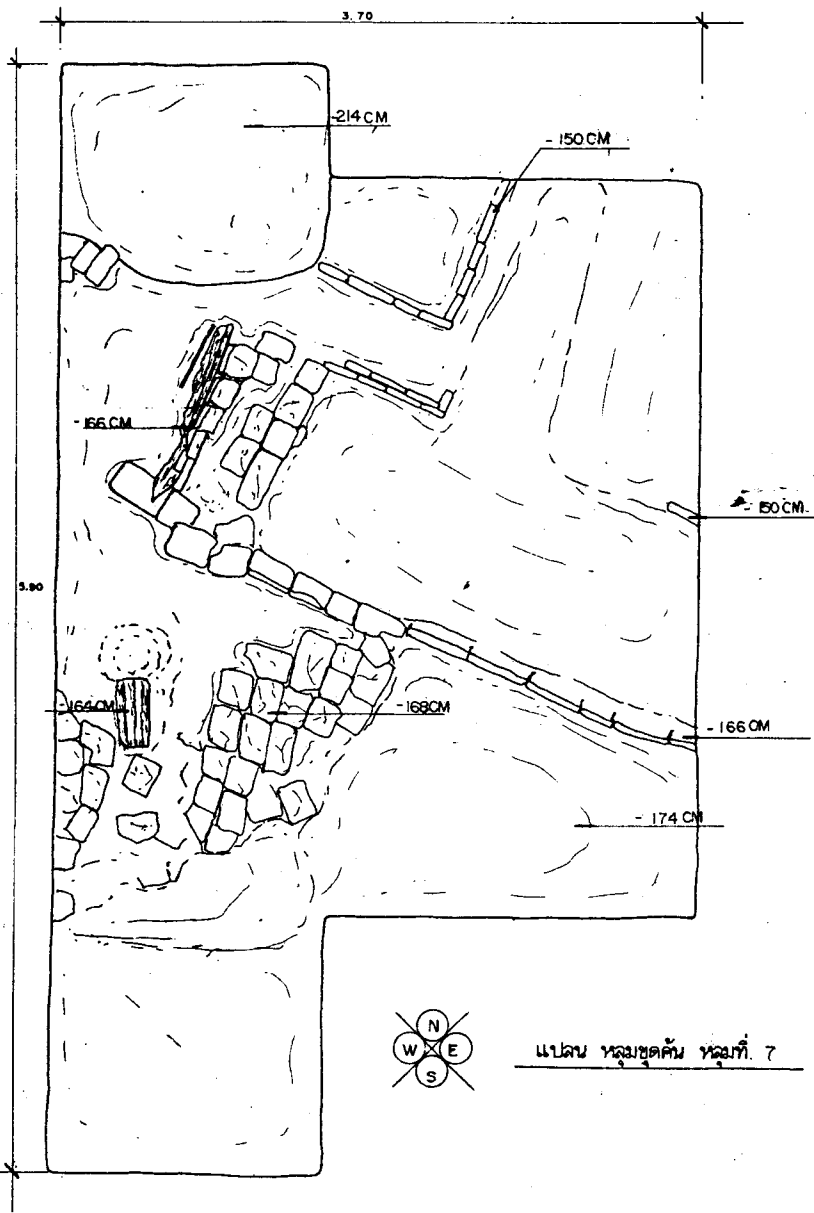 3.70
-214 CM
- 150 CM
- 166 CM
- 150 CM.
5.90
- 164 CM
- 168 CM
- 166 CM
- 174 CM
N
W E
S
แปลน หลุมขุดค้น หลุมที่. 7